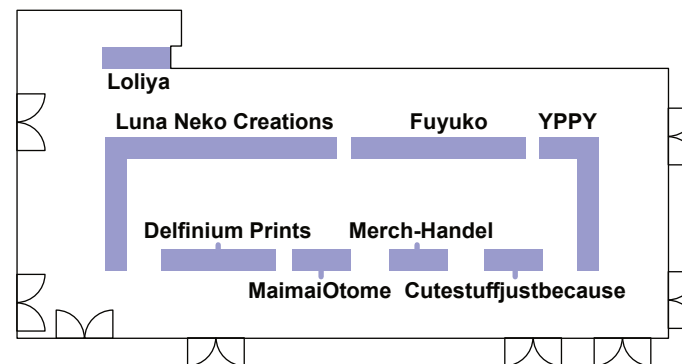 Loliya
Luna Neko Creations
Fuyuko
YPPY
Delfinium Prints
Merch-Handel
MaimaiOtome
Cutestuffjustbecause